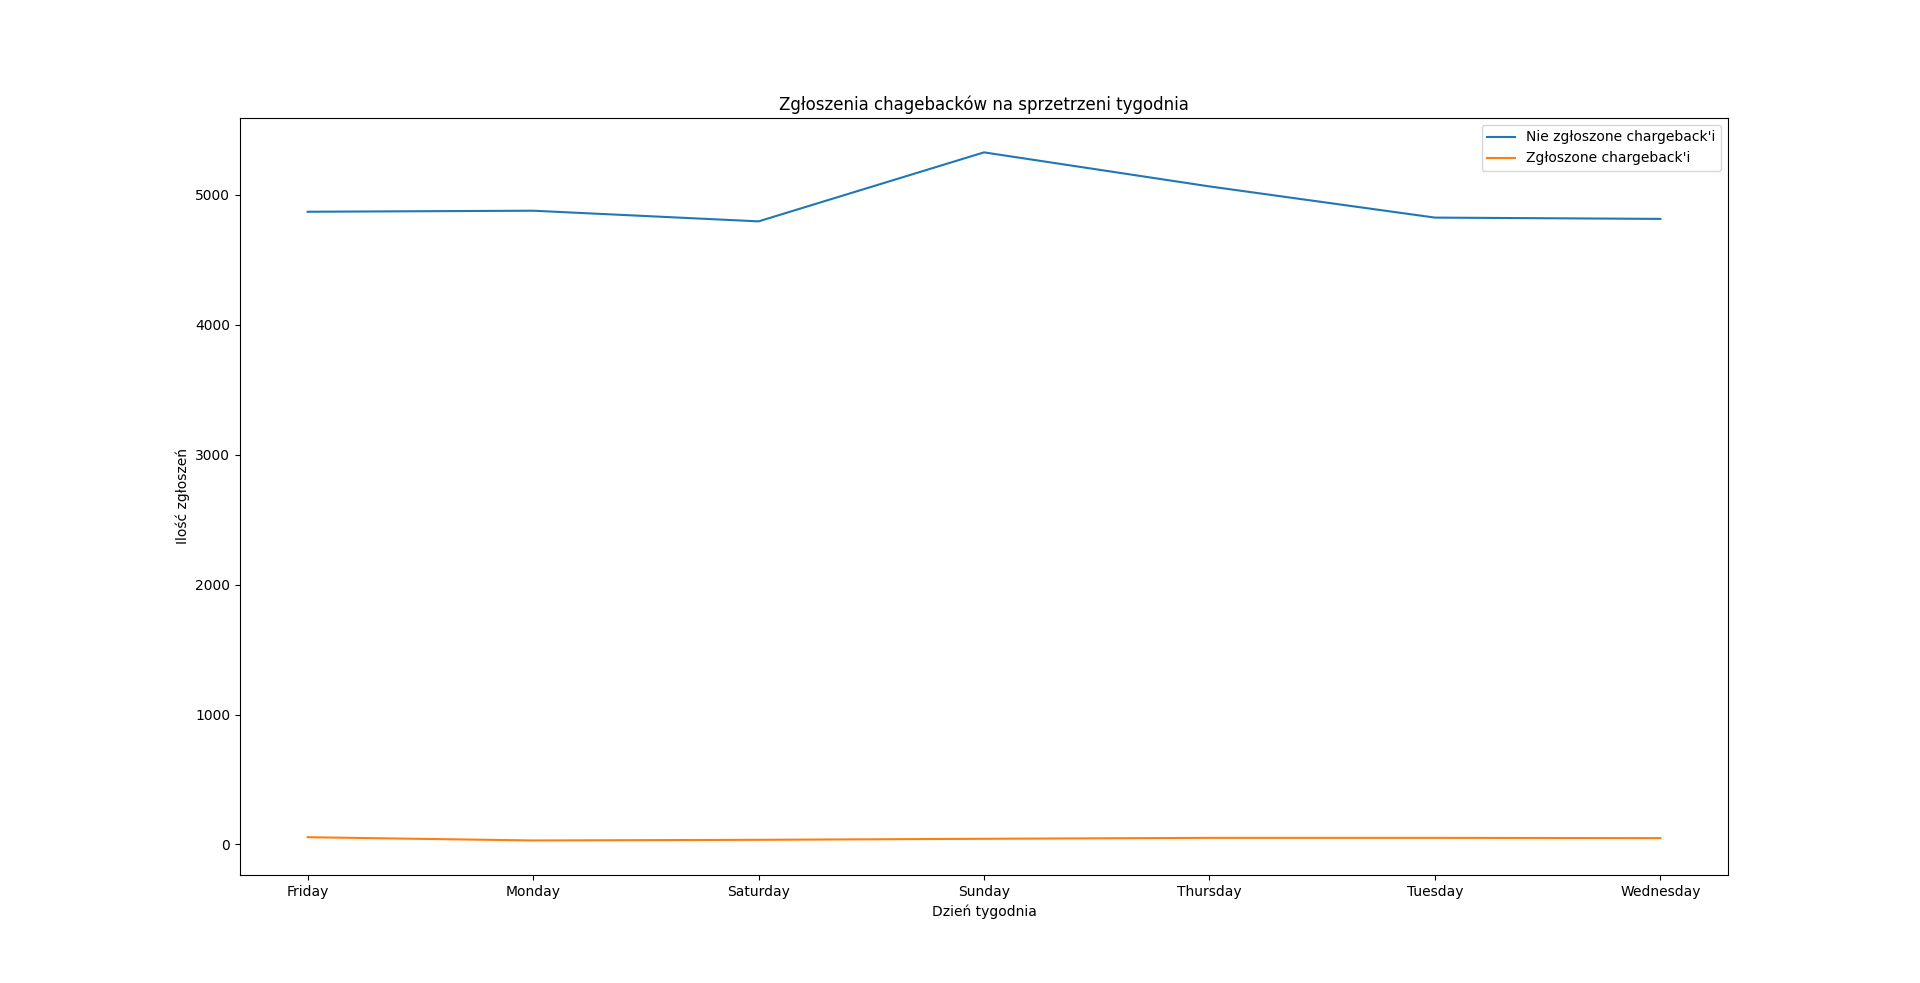 Zgłoszenia chagebacków na sprzetrzeni tygodnia
Nie zgłoszone chargeback'i
Zgłoszone chargeback'i
5000
4000
3000
2000
1000
0
Ilość zgłoszeń
Friday Monday Saturday Sunday Thursday Tuesday Wednesday
Dzień tygodnia